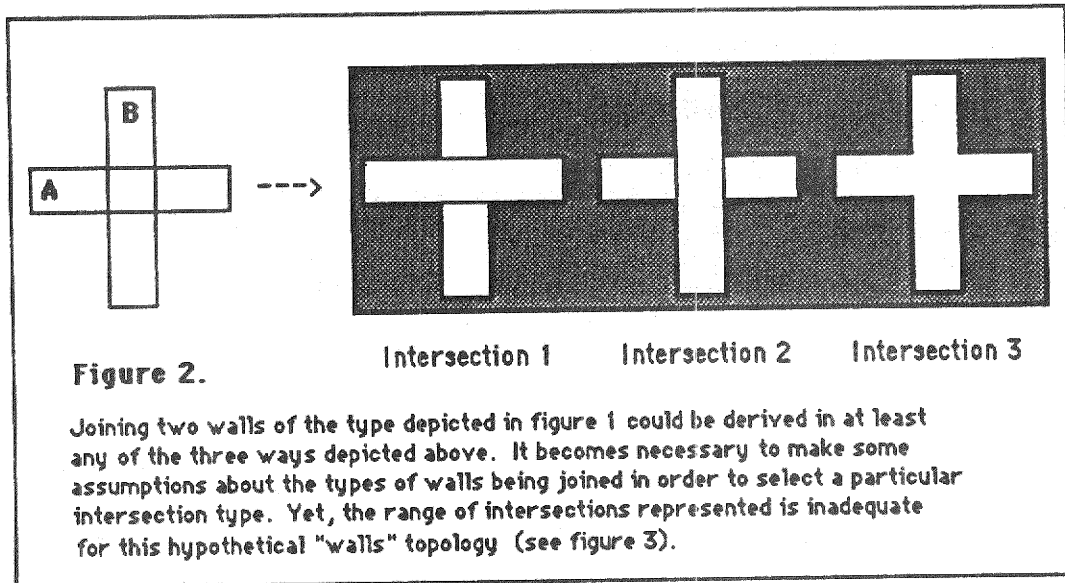 B
A
Intersection 1 Intersection 2 Intersection 3
Figure 2.
Joining two walls of the type depicted in figure 1 could be derived in at least
any of the three ways depicted above. It becomes necessary to make some
assumptions about the types of walls being joined in order to select a particular
intersection type. Yet, the range of intersections represented is inadequate
for this hypothetical "walls" topology (see figure 3).